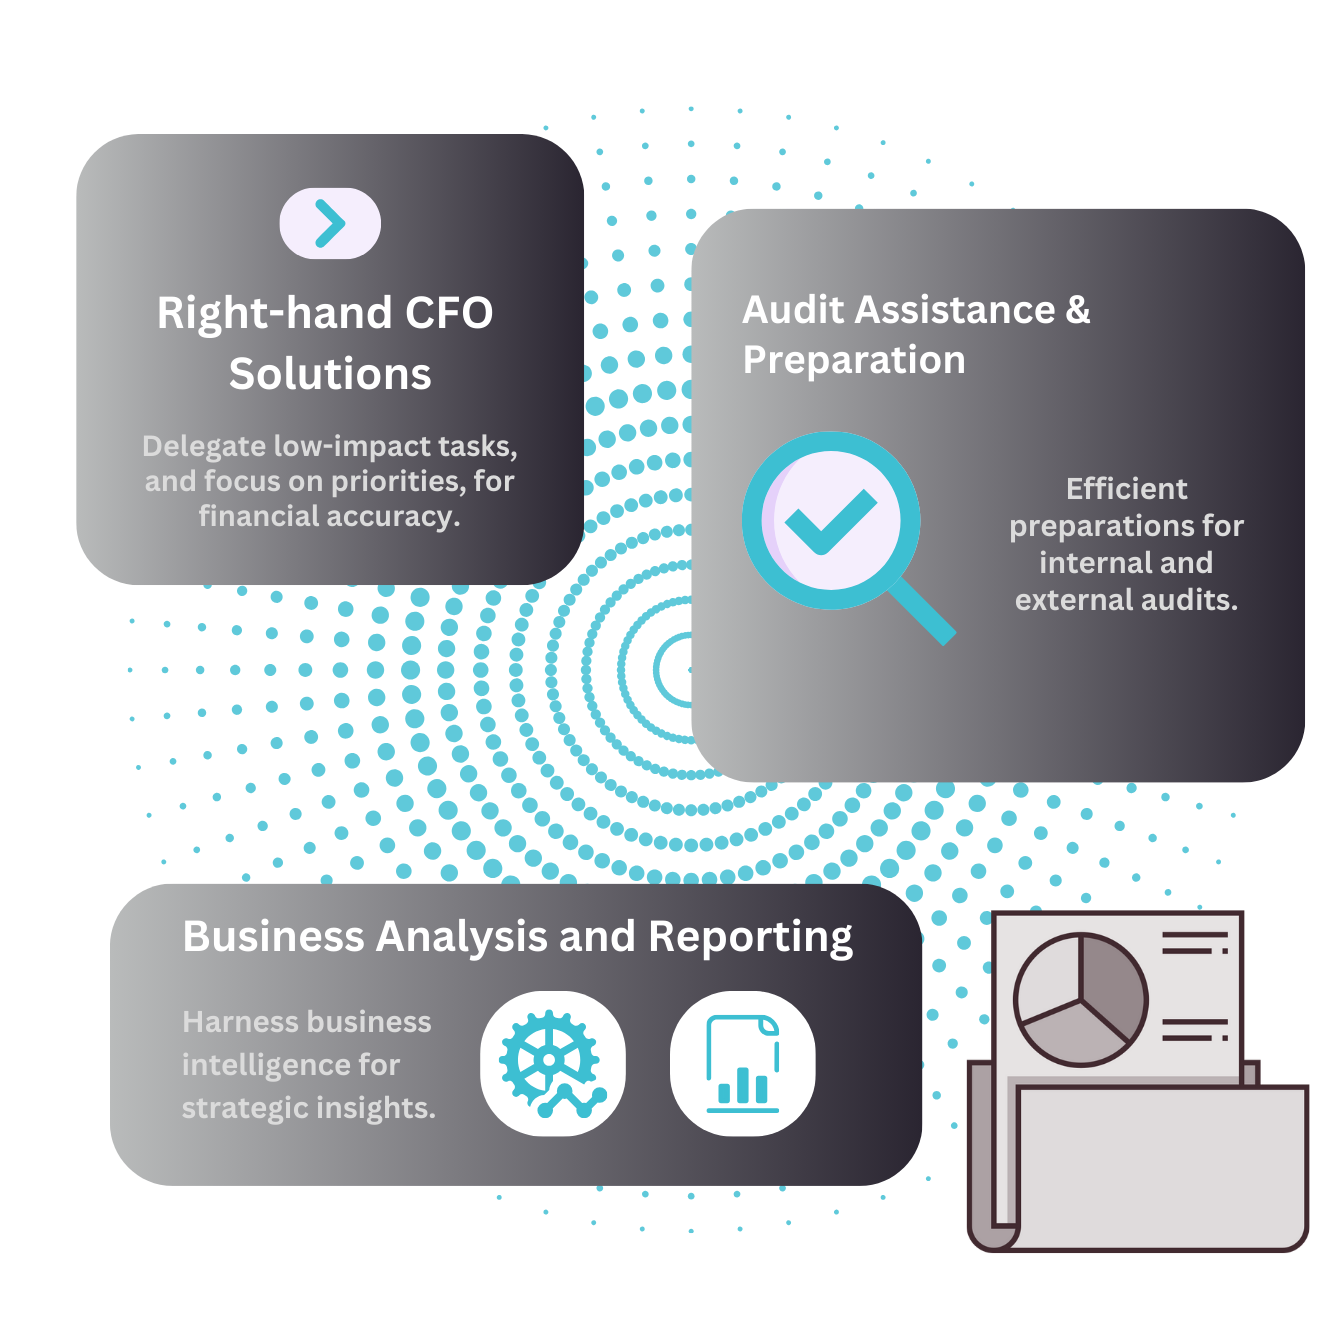 Right-hand CFO
Solutions
Delegate low-impact tasks,
and focus on priorities, for
financial accuracy.
Audit Assistance &
Preparation
Efficient
preparations for
internal and
external audits.
Business Analysis and Reporting
Harness business
intelligence for
strategic insights.